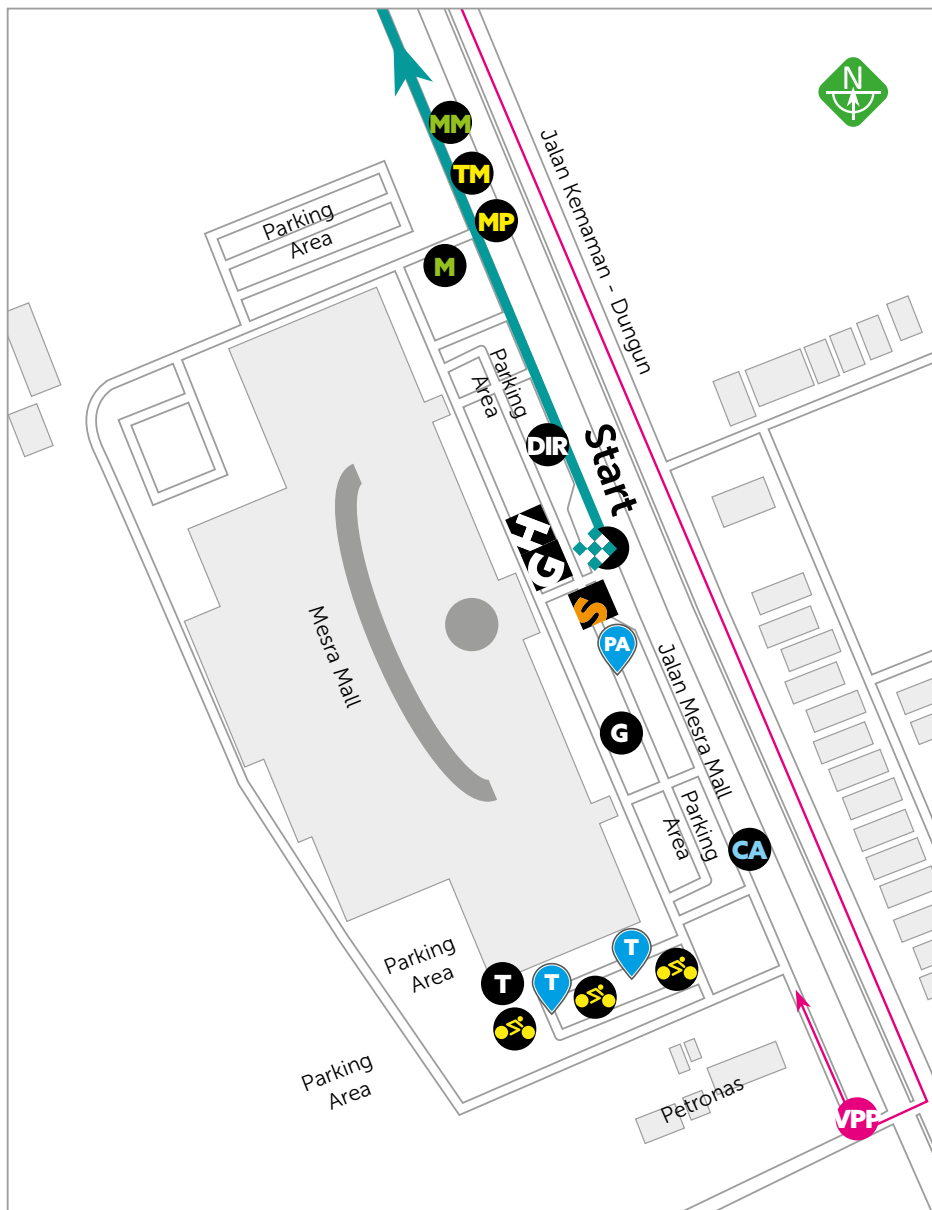 N
MM
TM
MP
M
Jalan Kemaman - Dungun
Parking
Area
Parking
Area
DIR
Start
H
G
S
PA
Mesra Mall
Jalan Mesra Mall
G
Parking
Area
CA
Parking
Area
T
T
T
Parking
Area
Petronas
VPP